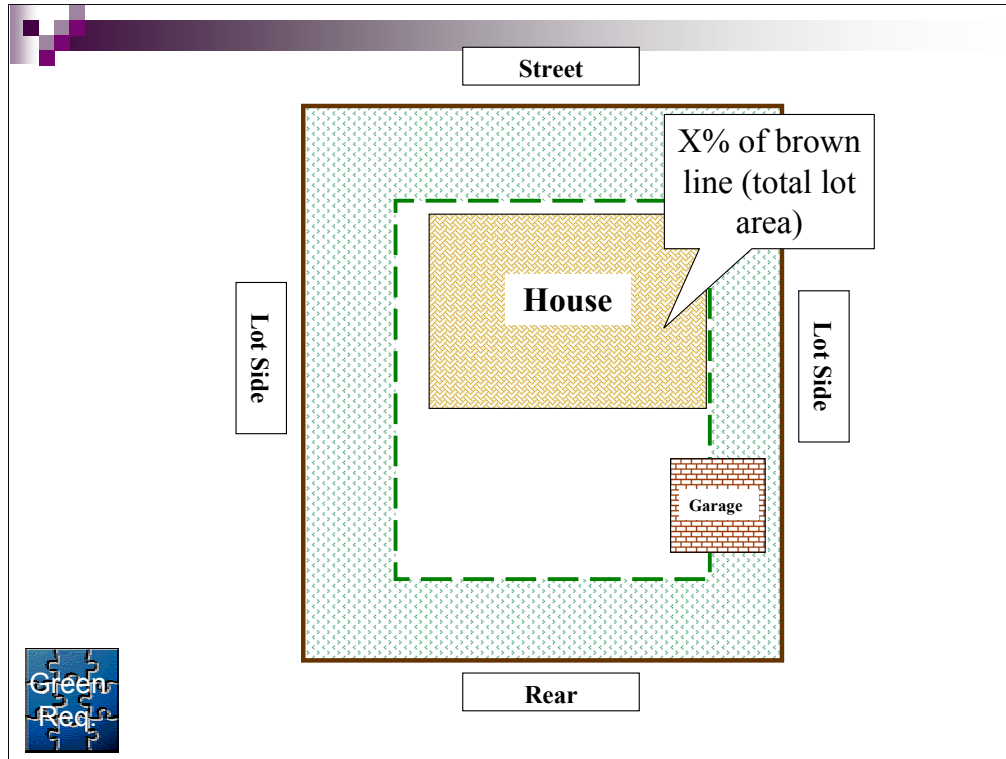 Street
X% of brown
line (total lot
area)
House
Lot Side
Lot Side
Garage
Green
Req.
Rear